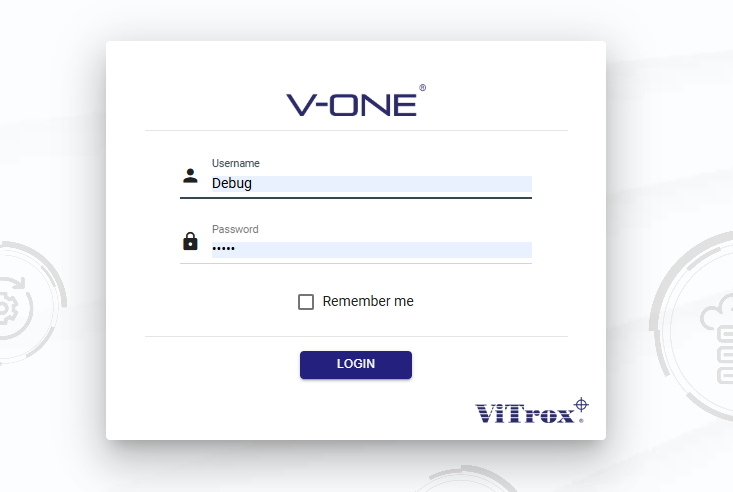 V-ONE®
Username
Debug
Password
•••••
Remember me
LOGIN
ViTrox®